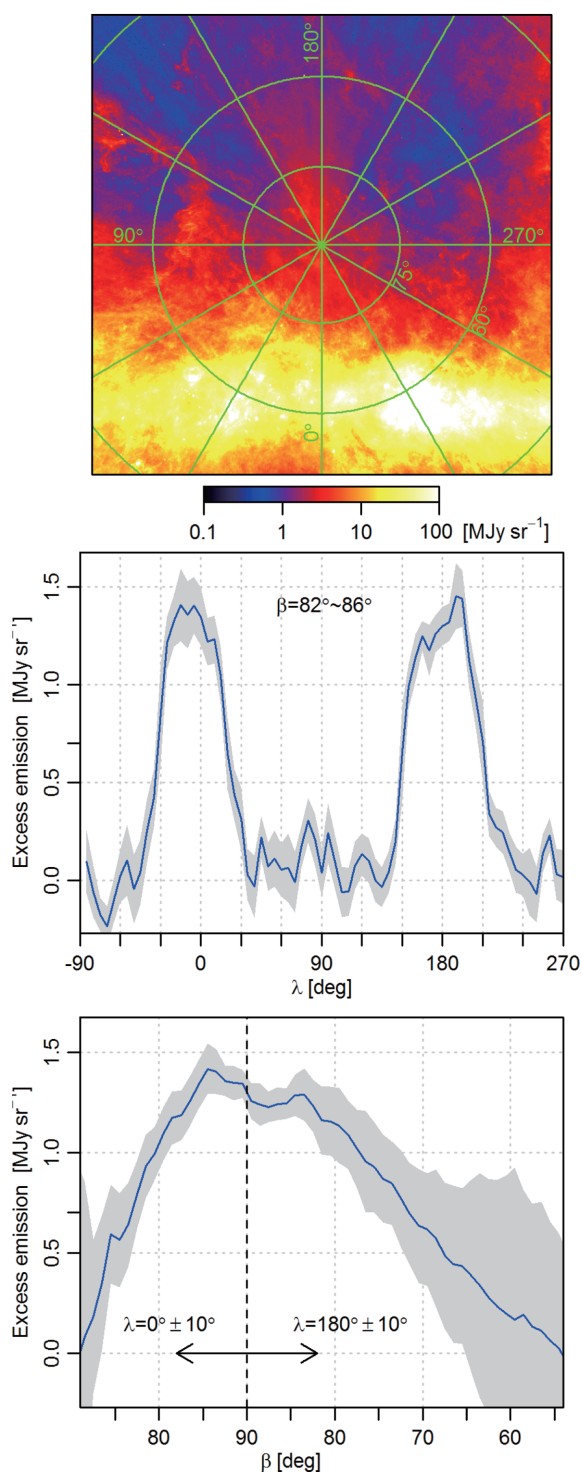 180°
90°
270°
75°
60°
0°
0.1 1 10 100 [MJy sr⁻¹]
β=82°~86°
Excess emission [MJy sr⁻¹]
1.5
1.0
0.5
0.0
-90 0 90 180 270
λ [deg]
Excess emission [MJy sr⁻¹]
1.5
1.0
0.5
0.0
λ=0°±10° λ=180°±10°
80 90 80 70 60
β [deg]